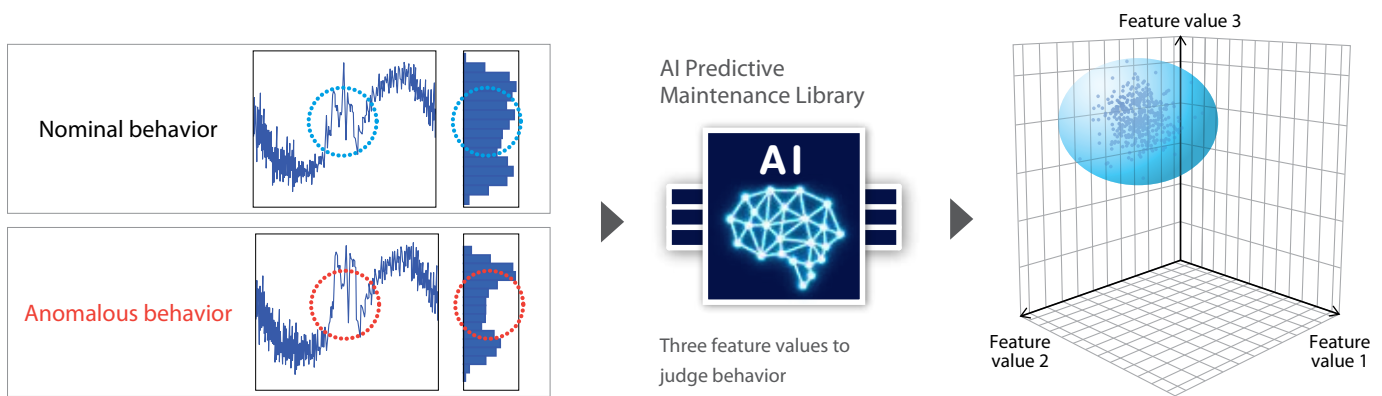 Nominal behavior
Anomalous behavior
AI Predictive
Maintenance Library
AI
Three feature values to
judge behavior
Feature value 3
Feature
value 2
Feature
value 1